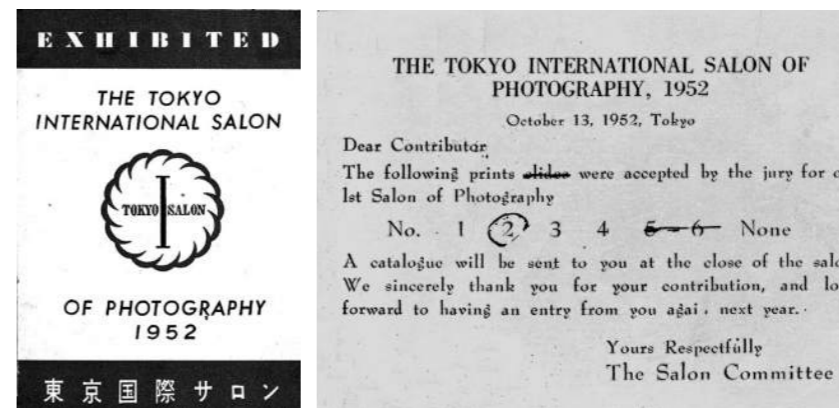 EXHIBITED
THE TOKYO
INTERNATIONAL SALON
TOKYO SALON
OF PHOTOGRAPHY
1952
東京国際サロン
THE TOKYO INTERNATIONAL SALON OF
PHOTOGRAPHY, 1952
October 13, 1952, Tokyo
Dear Contributor
The following prints slides were accepted by the jury for
1st Salon of Photography
No. 1 2 3 4 5 6 None
A catalogue will be sent to you at the close of the
We sincerely thank you for your contribution, and
forward to having an entry from you agai. next year.
Yours Respectfully
The Salon Committee